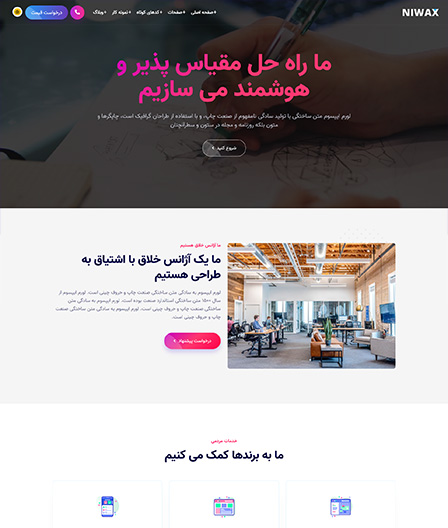 NIWAX
صفحه اصلی
صفحات
کدهای کوتاه
نمونه کار
وبلاگ
درخواست قیمت
ما راه حل مقیاس پذیر و
هوشمند می سازیم
لورم ایپسوم متن ساختگی با تولید سادگی نامفهوم از صنعت چاپ، و با استفاده از طراحان گرافیک است، چاپگرها و
متون بلکه روزنامه و مجله در ستون و سطرآنچنان
شروع کنید
ما آژانس خلاق هستیم
ما یک آژانس خلاق با اشتیاق به
طراحی هستیم
لورم ایپسوم به سادگی متن ساختگی صنعت چاپ و حروف چینی است. لورم ایپسوم از
سال 1500 متن ساختگی استاندارد صنعت بوده است. لورم ایپسوم به سادگی متن
ساختگی صنعت چاپ و حروف چینی است. لورم ایپسوم به سادگی متن ساختگی صنعت
چاپ و حروف چینی است.
درخواست پیشنهاد
خدمات مردمی
ما به برندها کمک می کنیم